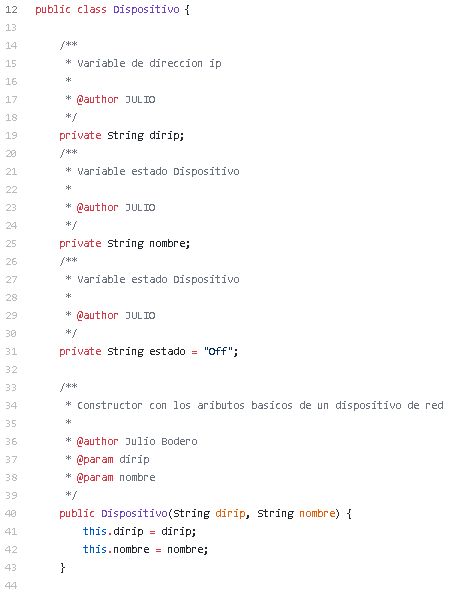 12 public class Dispositivo {
13
14 /**
15 * Variable de direccion ip
16 *
17 * @author JULIO
18 */
19 private String dirip;
20 /**
21 * Variable estado Dispositivo
22 *
23 * @author JULIO
24 */
25 private String nombre;
26 /**
27 * Variable estado Dispositivo
28 *
29 * @author JULIO
30 */
31 private String estado = "Off";
32
33 /**
34 * Constructor con los aributos basicos de un dispositivo de red
35 *
36 * @author Julio Bodero
37 * @param dirip
38 * @param nombre
39 */
40 public Dispositivo(String dirip, String nombre) {
41 this.dirip = dirip;
42 this.nombre = nombre;
43 }
44